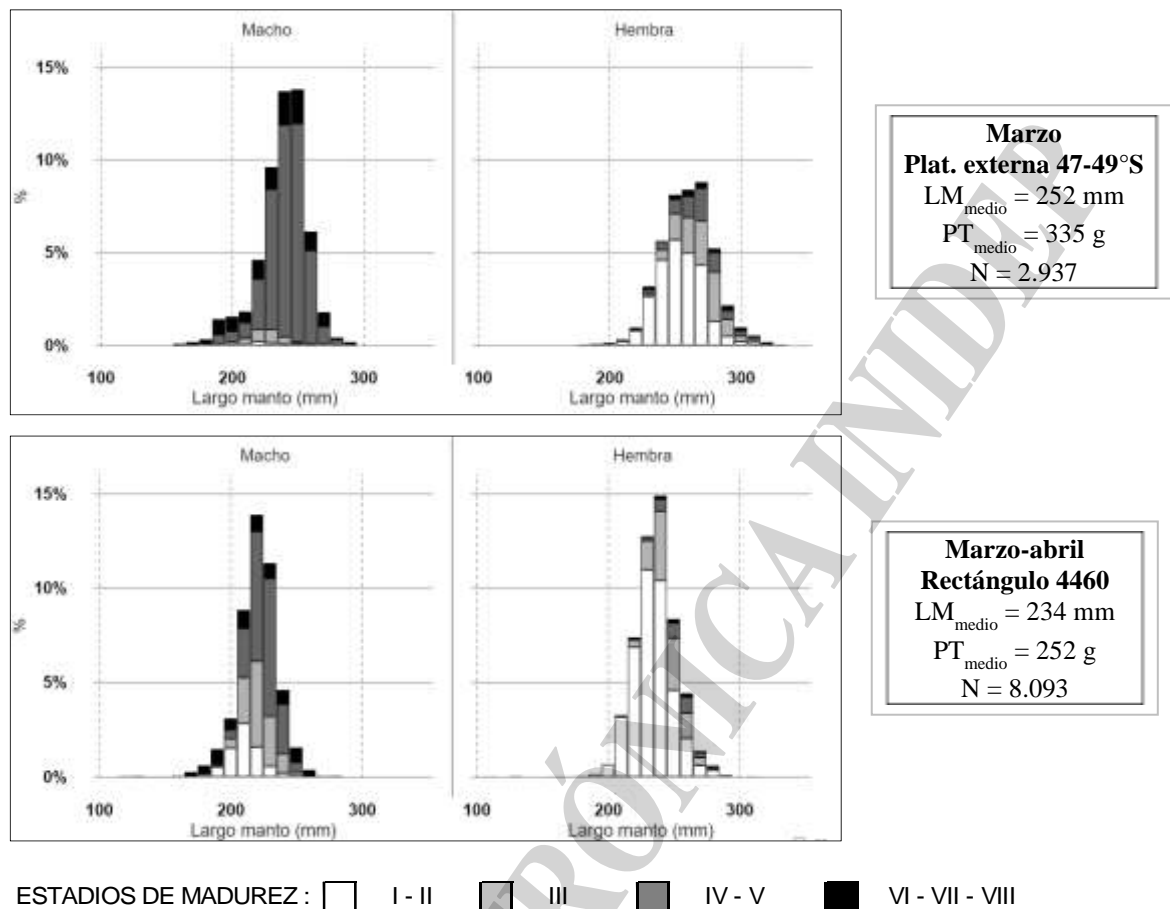 Macho
Hembra
15%
10%
%
5%
0%
100 200 300 100 200 300
Largo manto (mm) Largo manto (mm)
Marzo
Plat. externa 47-49°S
LMmedio = 252 mm
PTmedio = 335 g
N = 2.937
Macho
Hembra
15%
10%
%
5%
0%
100 200 300 100 200 300
Largo manto (mm) Largo manto (mm)
Marzo-abril
Rectángulo 4460
LMmedio = 234 mm
PTmedio = 252 g
N = 8.093
ESTADIOS DE MADUREZ : I - II III IV - V VI - VII - VIII
RÓNICA INIDEP